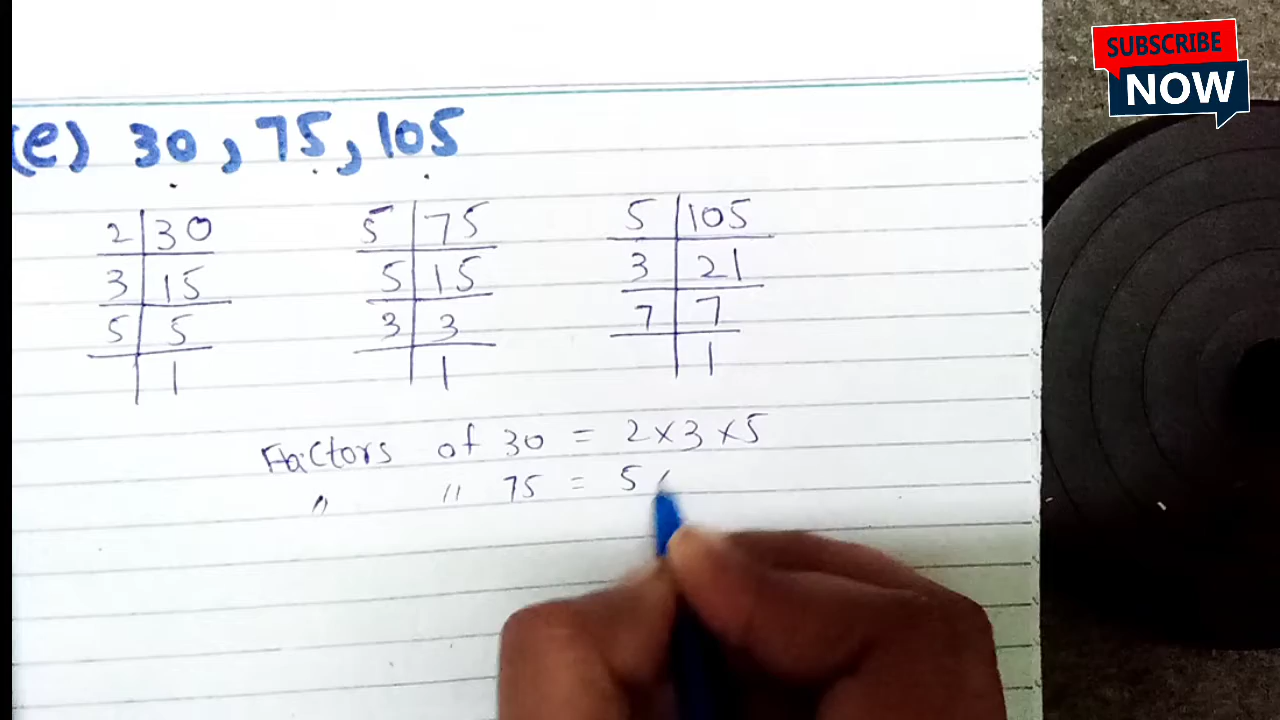 SUBSCRIBE
NOW
(e) 30, 75, 105
2 | 30 5 | 75 5 | 105
3 | 15 5 | 15 3 | 21
5 | 5 3 | 3 7 | 7
| 1 | 1 | 1
Factors of 30 = 2×3×5
" " 75 = 5